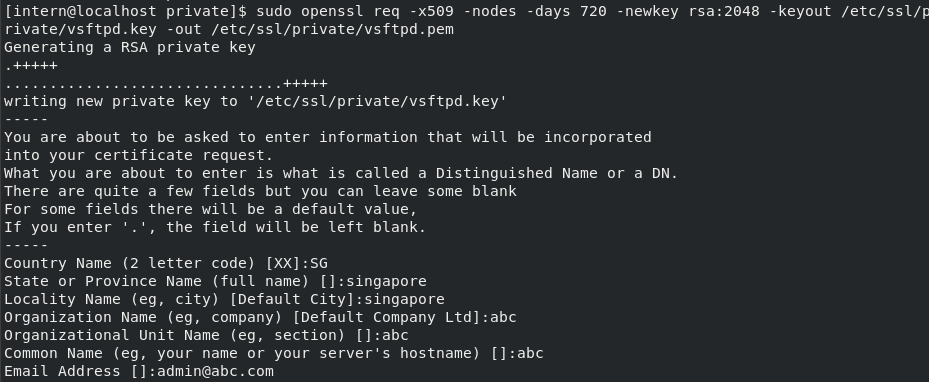 [intern@localhost private]$ sudo openssl req -x509 -nodes -days 720 -newkey rsa:2048 -keyout /etc/ssl/p
rivate/vsftpd.key -out /etc/ssl/private/vsftpd.pem
Generating a RSA private key
.+++++
...............................+++++
writing new private key to '/etc/ssl/private/vsftpd.key'
-----
You are about to be asked to enter information that will be incorporated
into your certificate request.
What you are about to enter is what is called a Distinguished Name or a DN.
There are quite a few fields but you can leave some blank
For some fields there will be a default value,
If you enter '.', the field will be left blank.
-----
Country Name (2 letter code) [XX]:SG
State or Province Name (full name) []:singapore
Locality Name (eg, city) [Default City]:singapore
Organization Name (eg, company) [Default Company Ltd]:abc
Organizational Unit Name (eg, section) []:abc
Common Name (eg, your name or your server's hostname) []:abc
Email Address []:admin@abc.com